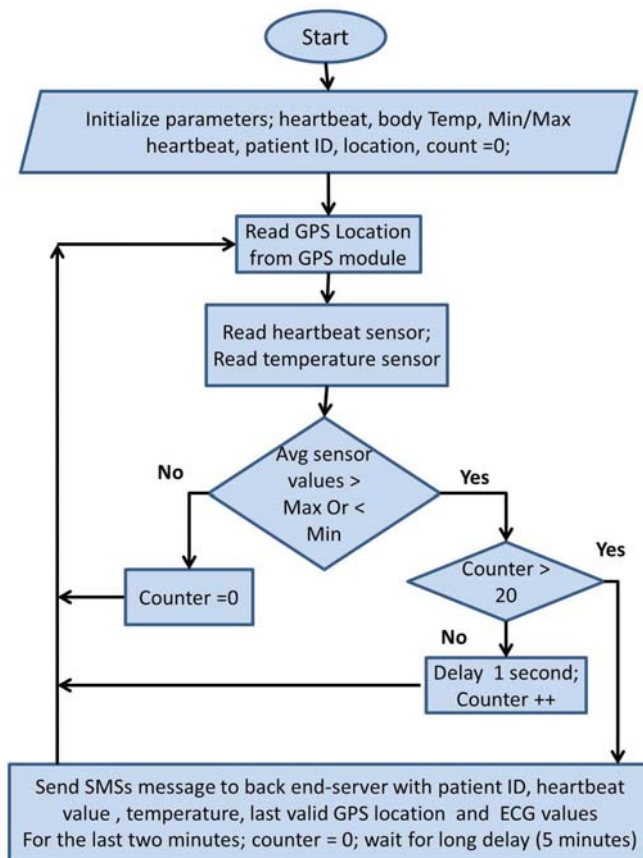 Start
Initialize parameters; heartbeat, body Temp, Min/Max
heartbeat, patient ID, location, count =0;
Read GPS Location
from GPS module
Read heartbeat sensor;
Read temperature sensor
Avg sensor
values >
Max Or <
Min
No
Yes
Counter =0
Counter >
20
Yes
No
Delay 1 second;
Counter ++
Send SMSs message to back end-server with patient ID, heartbeat
value , temperature, last valid GPS location and ECG values
For the last two minutes; counter = 0; wait for long delay (5 minutes)